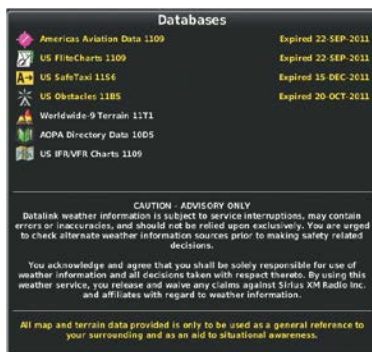 Databases
Americas Aviation Data 1109 Expired 22-SEP-2011
US FliteCharts 1109 Expired 22-SEP-2011
A→ US SafeTaxi 11S6 Expired 15-DEC-2011
US Obstacles 11B5 Expired 20-OCT-2011
Worldwide-9 Terrain 11T1
AOPA Directory Data 10D5
US IFR/VFR Charts 1109
CAUTION - ADVISORY ONLY
Datalink weather information is subject to service interruptions, may contain
errors or inaccuracies, and should not be relied upon exclusively. You are urged
to check alternate weather information sources prior to making safety related
decisions.
You acknowledge and agree that you shall be solely responsible for use of
weather information and all decisions taken with respect thereto. By using this
weather service, you release and waive any claims against Sirius XM Radio Inc.
and affiliates with regard to weather information.
All map and terrain data provided is only to be used as a general reference to
your surrounding and as an aid to situational awareness.